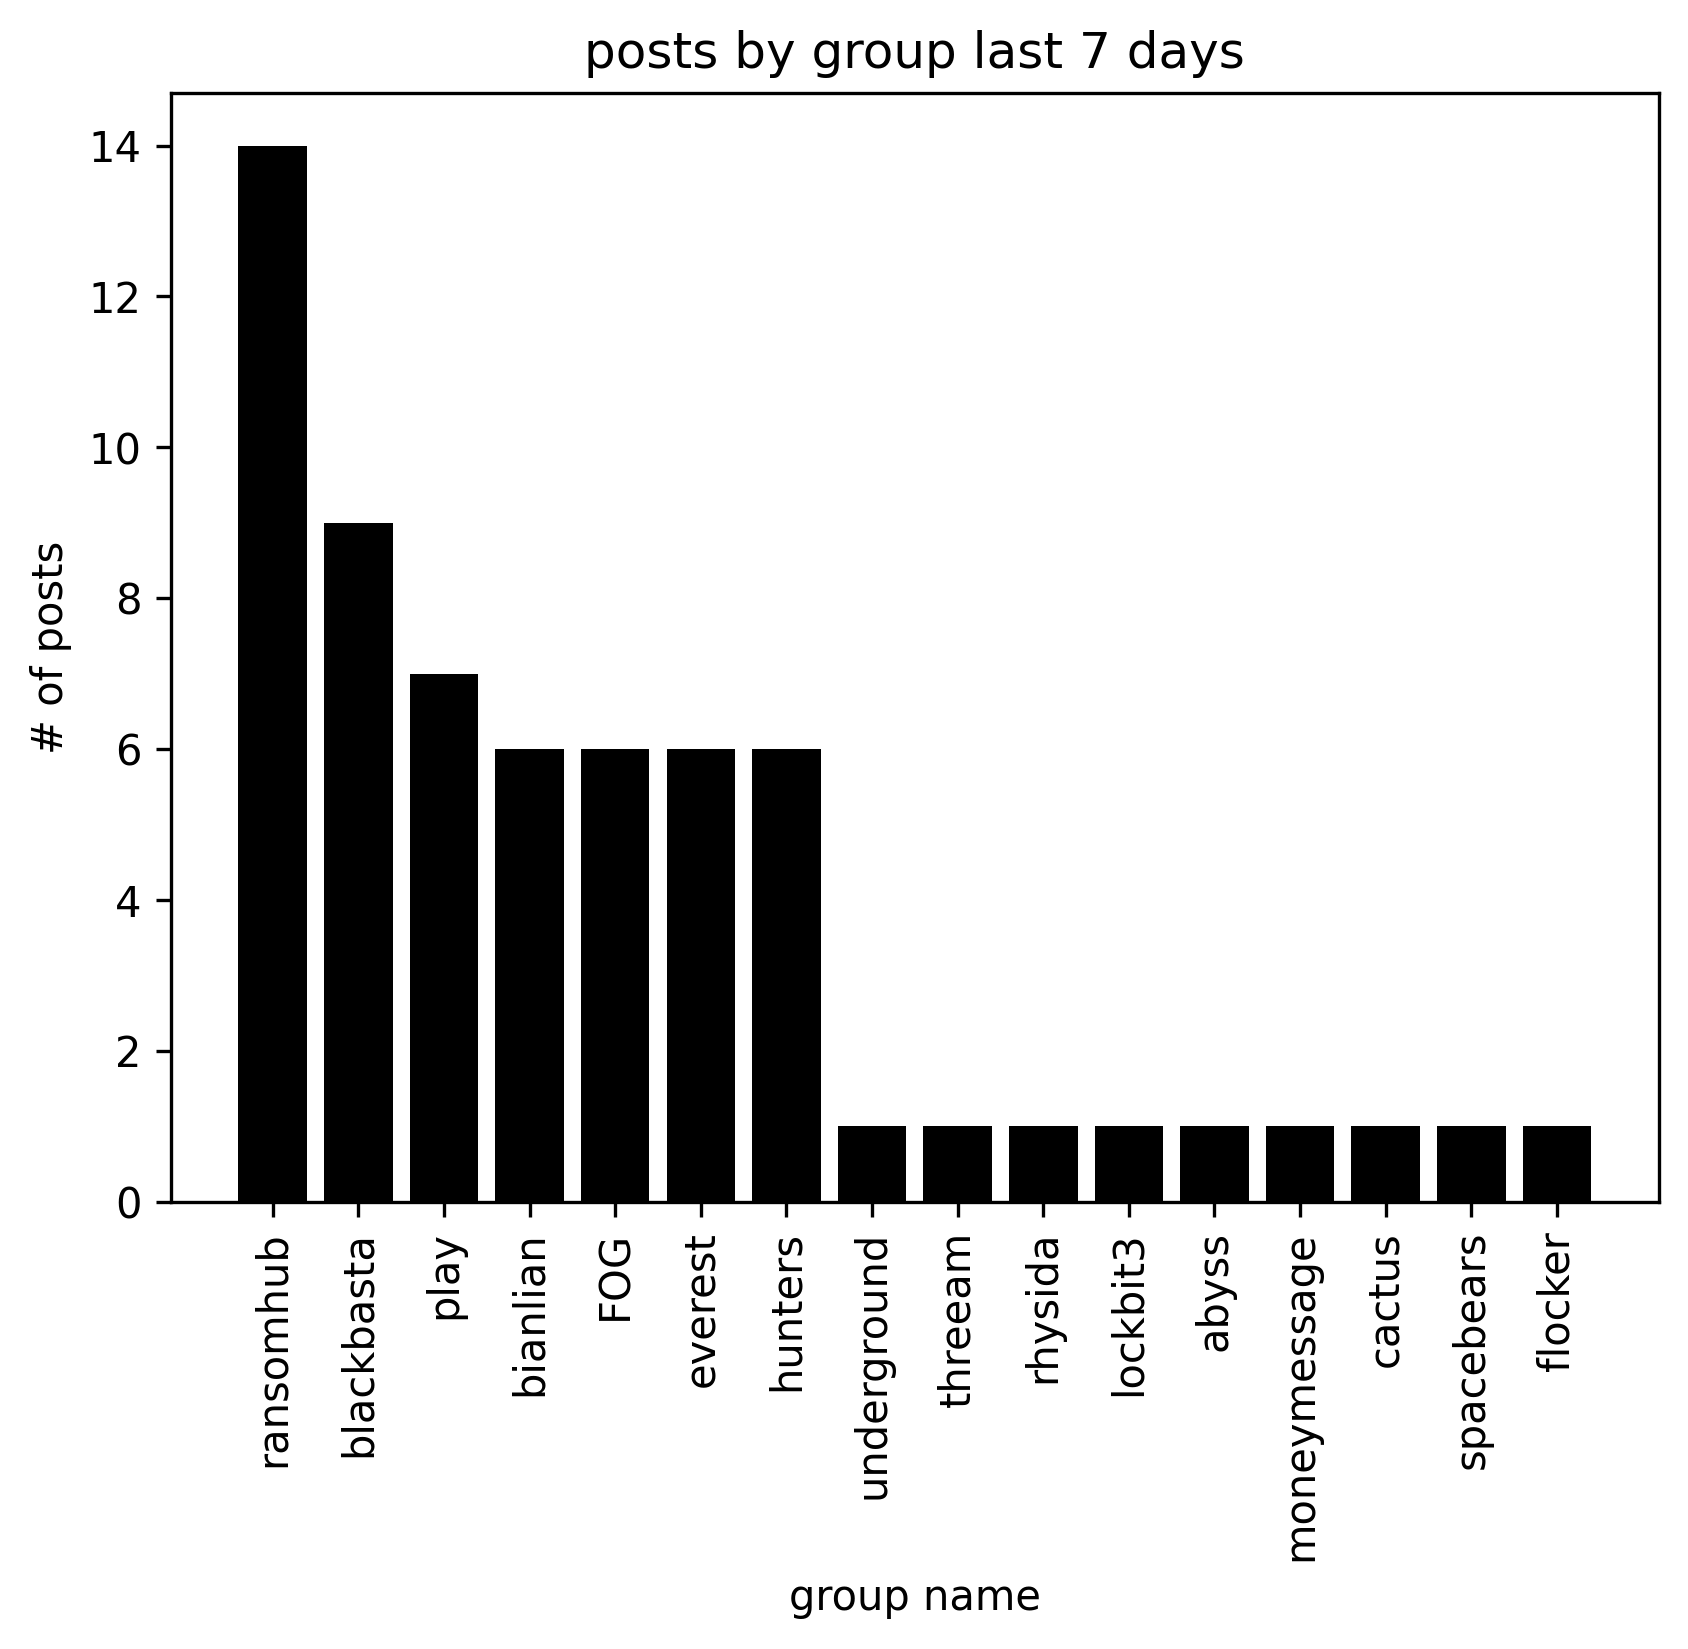 posts by group last 7 days
14
12
10
8
6
4
2
0
# of posts
ransomhub
blackbasta
play
bianlian
FOG
everest
hunters
underground
threeam
rhysida
lockbit3
abyss
moneymessage
cactus
spacebears
flocker
group name